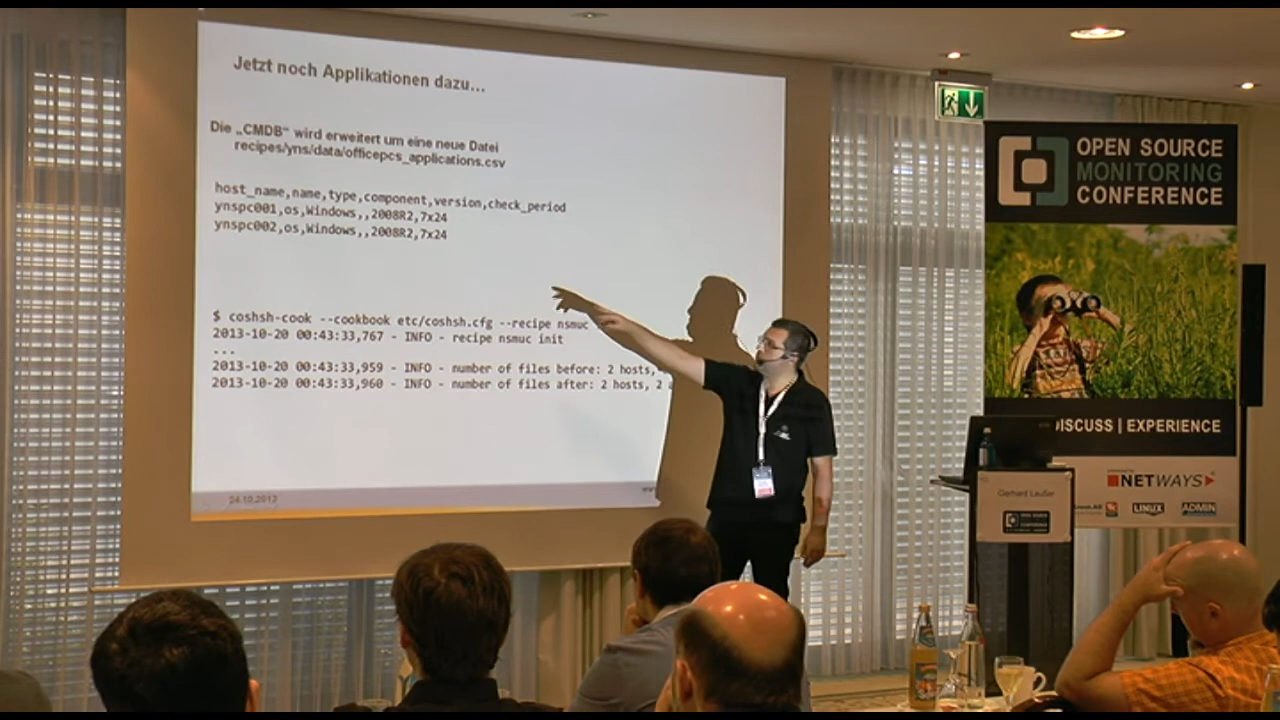 Jetzt noch Applikationen dazu...
Die „CMDB“ wird erweitert um eine neue Datei
recipes/yns/data/officepcs_applications.csv
host_name,name,type,component,version,check_period
ynspc001,os,Windows,,2008R2,7x24
ynspc002,os,Windows,,2008R2,7x24
$ coshsh-cook --cookbook etc/coshsh.cfg --recipe nsmuc
2013-10-20 00:43:33,767 - INFO - recipe nsmuc init
...
2013-10-20 00:43:33,959 - INFO - number of files before: 2 hosts,
2013-10-20 00:43:33,960 - INFO - number of files after: 2 hosts, 2
24.10.2013
OPEN SOURCE
MONITORING
CONFERENCE
DISCUSS | EXPERIENCE
NETWAYS
LINUX
ADMIN
Gerhard Laußer
OPEN SOURCE
CONFERENCE